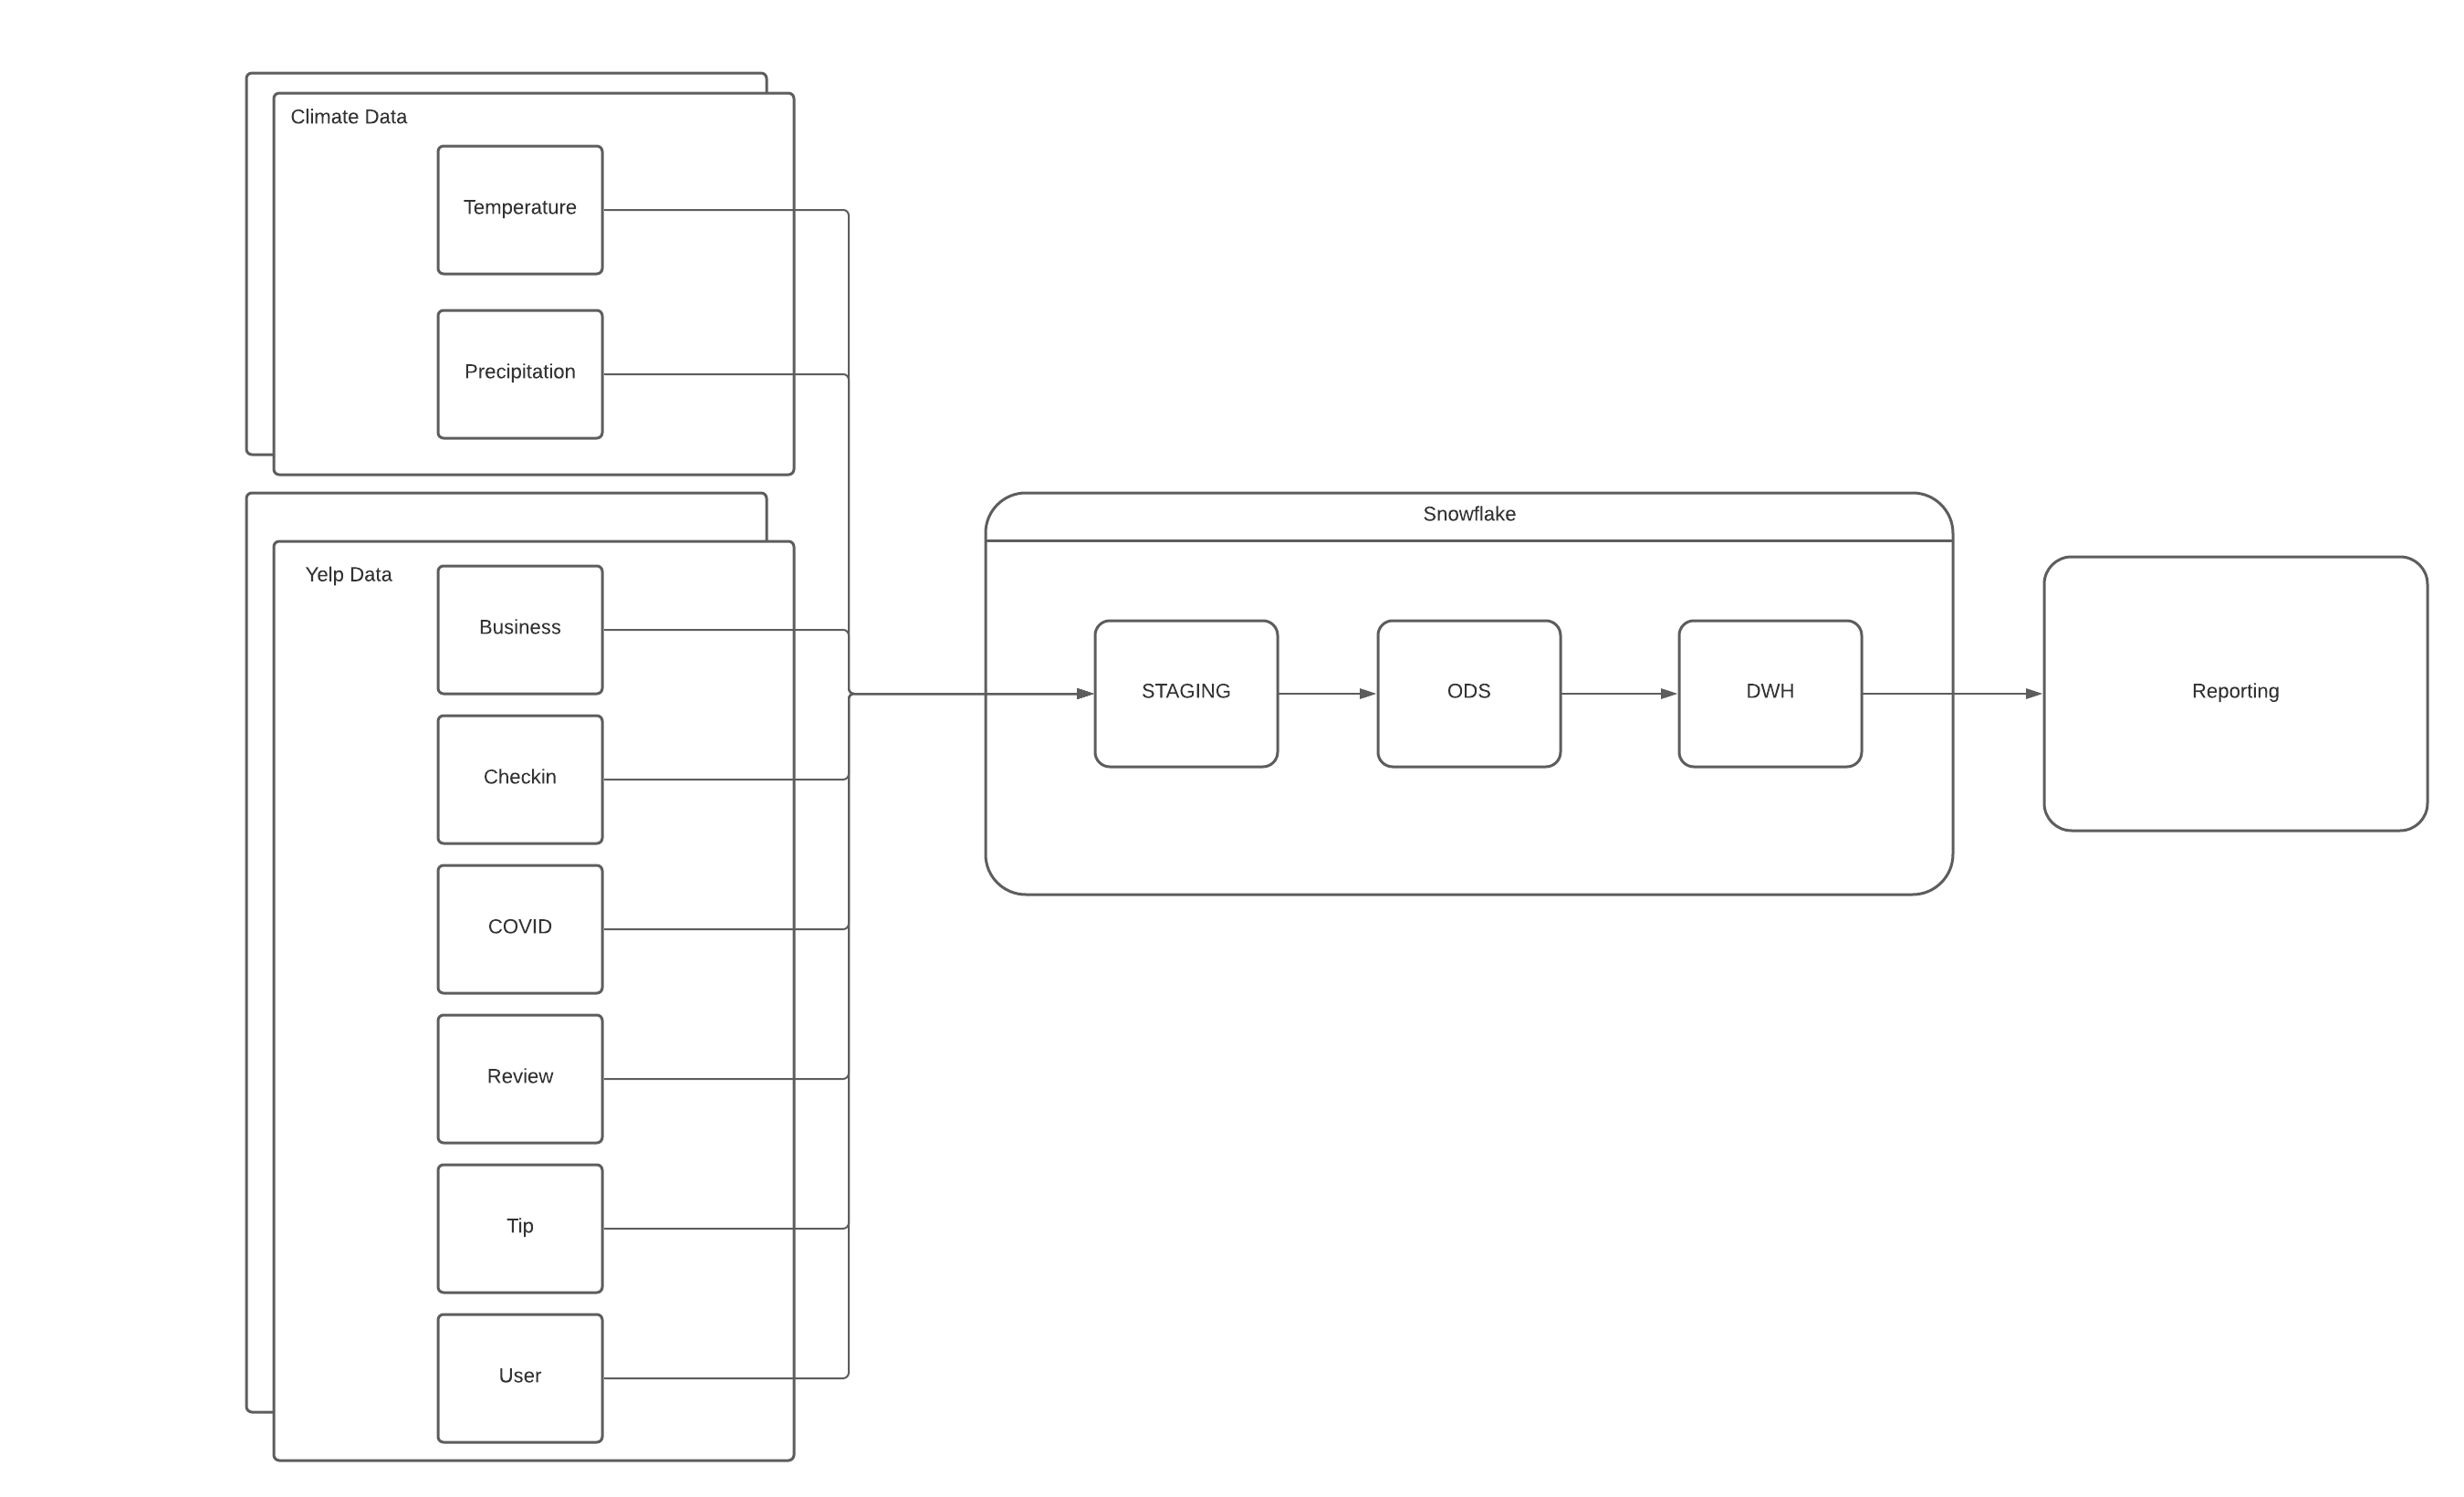 Climate Data
Temperature
Precipitation
Yelp Data
Business
Checkin
COVID
Review
Tip
User
Snowflake
STAGING
ODS
DWH
Reporting